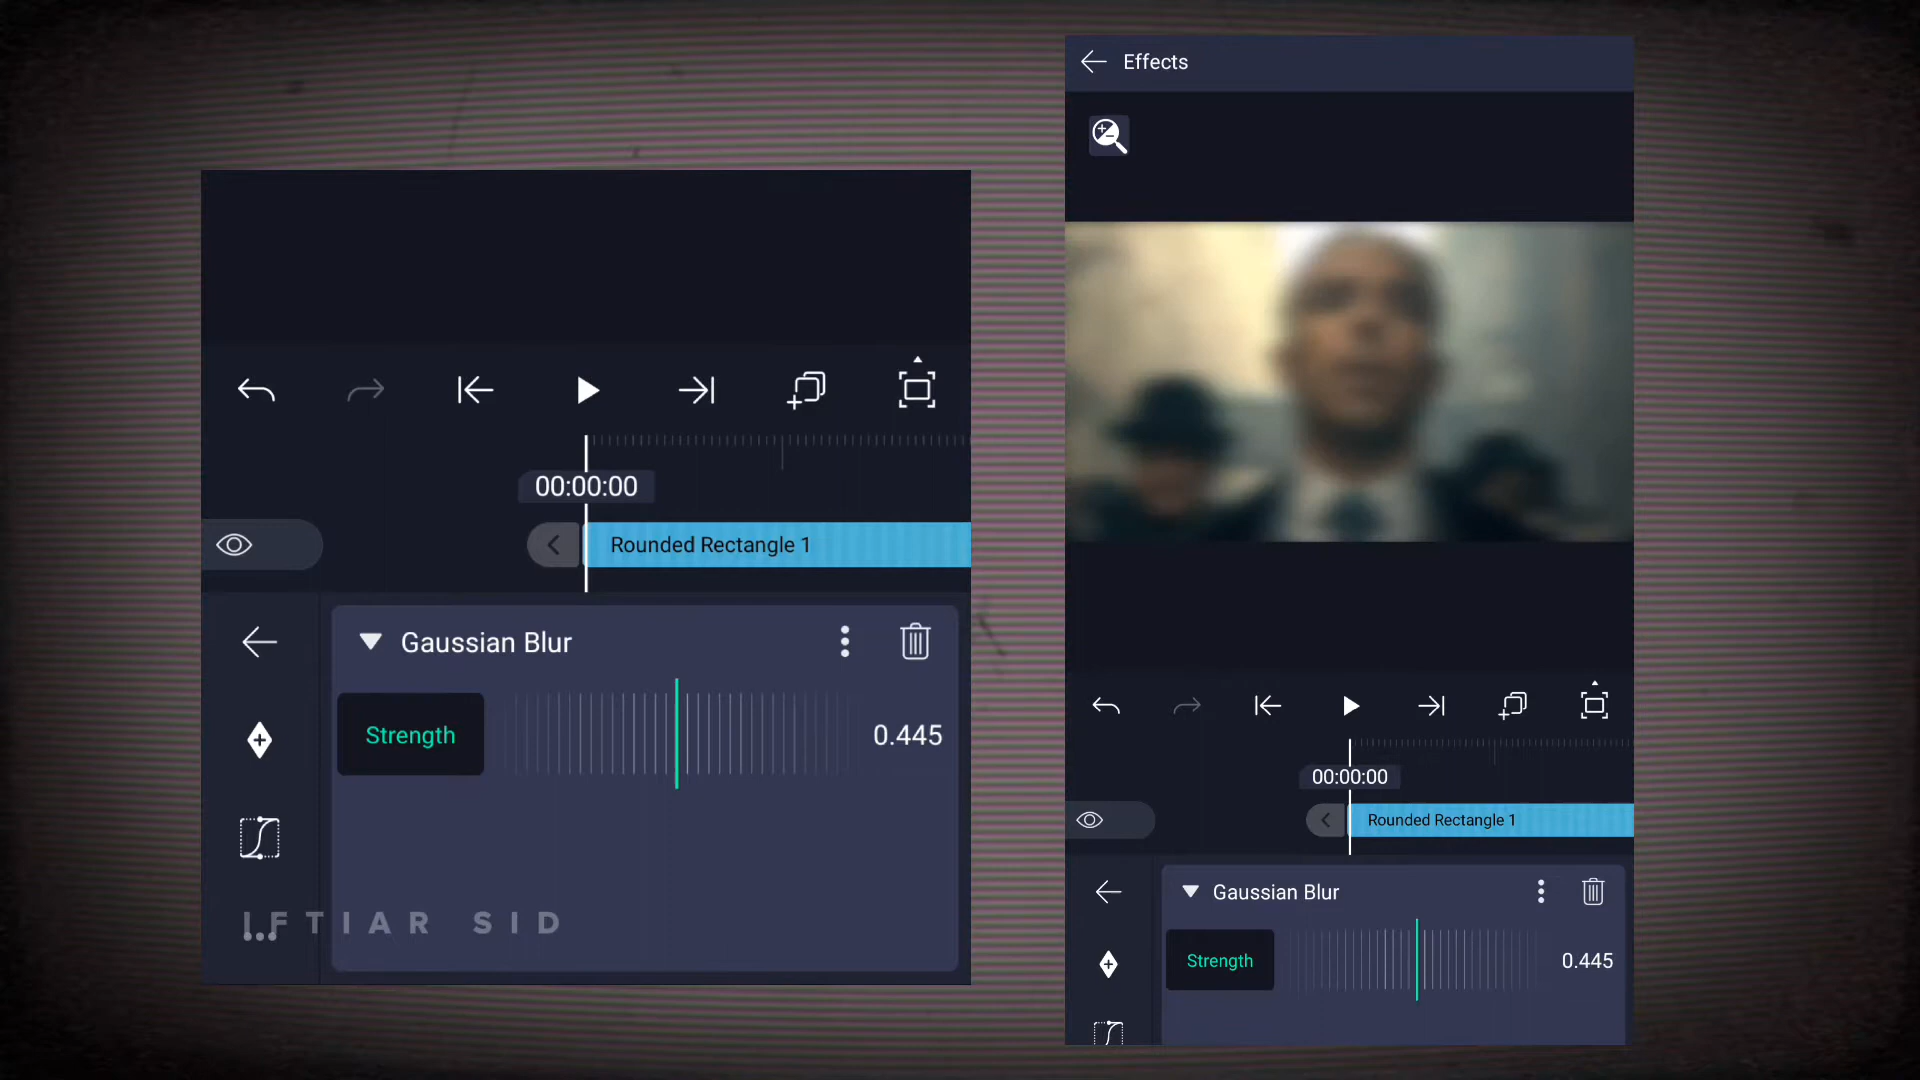 00:00:00
Rounded Rectangle 1
Gaussian Blur
Strength
0.445
IFTIAR SID
Effects
00:00:00
Rounded Rectangle 1
Gaussian Blur
Strength
0.445